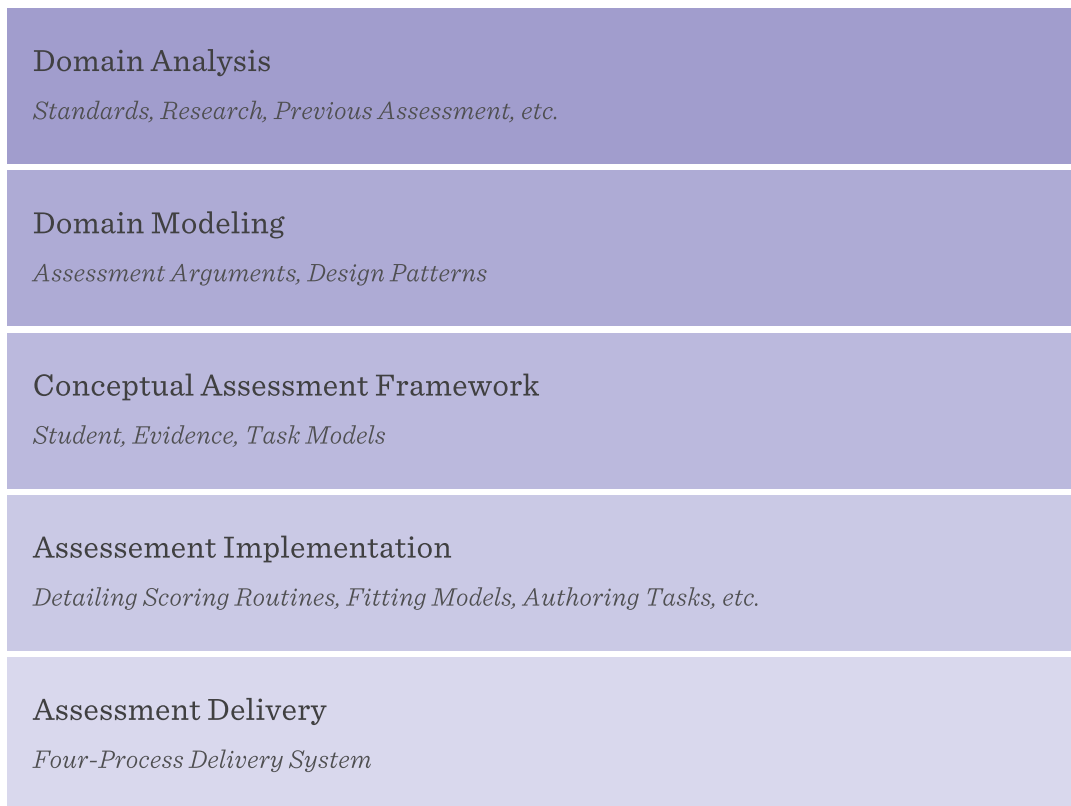 Domain Analysis
Standards, Research, Previous Assessment, etc.
Domain Modeling
Assessment Arguments, Design Patterns
Conceptual Assessment Framework
Student, Evidence, Task Models
Assessement Implementation
Detailing Scoring Routines, Fitting Models, Authoring Tasks, etc.
Assessment Delivery
Four-Process Delivery System